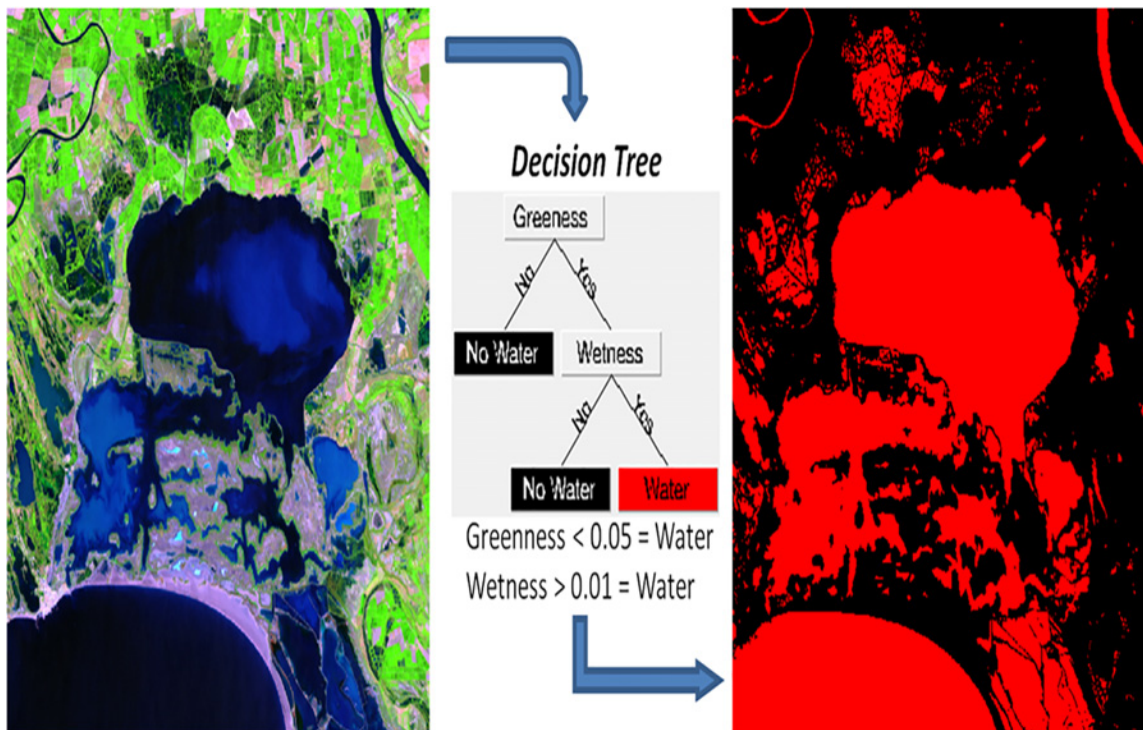 Decision Tree
Greeness
No Yes
No Water Wetness
No Yes
No Water Water
Greenness < 0.05 = Water
Wetness > 0.01 = Water